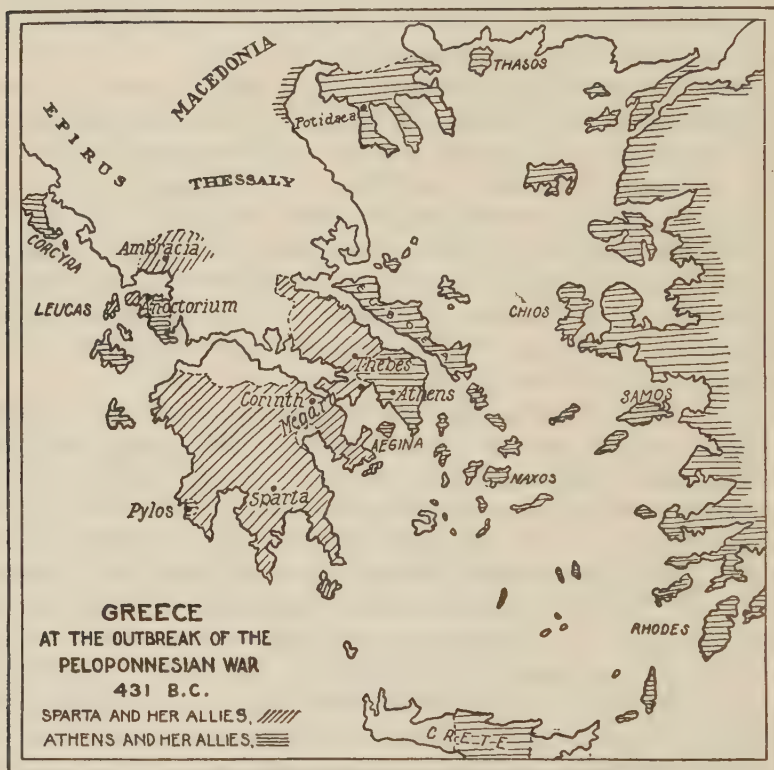 MACEDONIA
THASOS
Potidaea
EPIRUS
THESSALY
CORCYRA
Ambracia
LEUCAS
Anoctorium
CHIOS
Thebes
Corinth
Athens
Megara
SAMOS
AEGINA
NAXOS
Sparta
Pylos
GREECE
AT THE OUTBREAK OF THE
PELOPONNESIAN WAR
431 B.C.
SPARTA AND HER ALLIES,
ATHENS AND HER ALLIES,
RHODES
CRETE